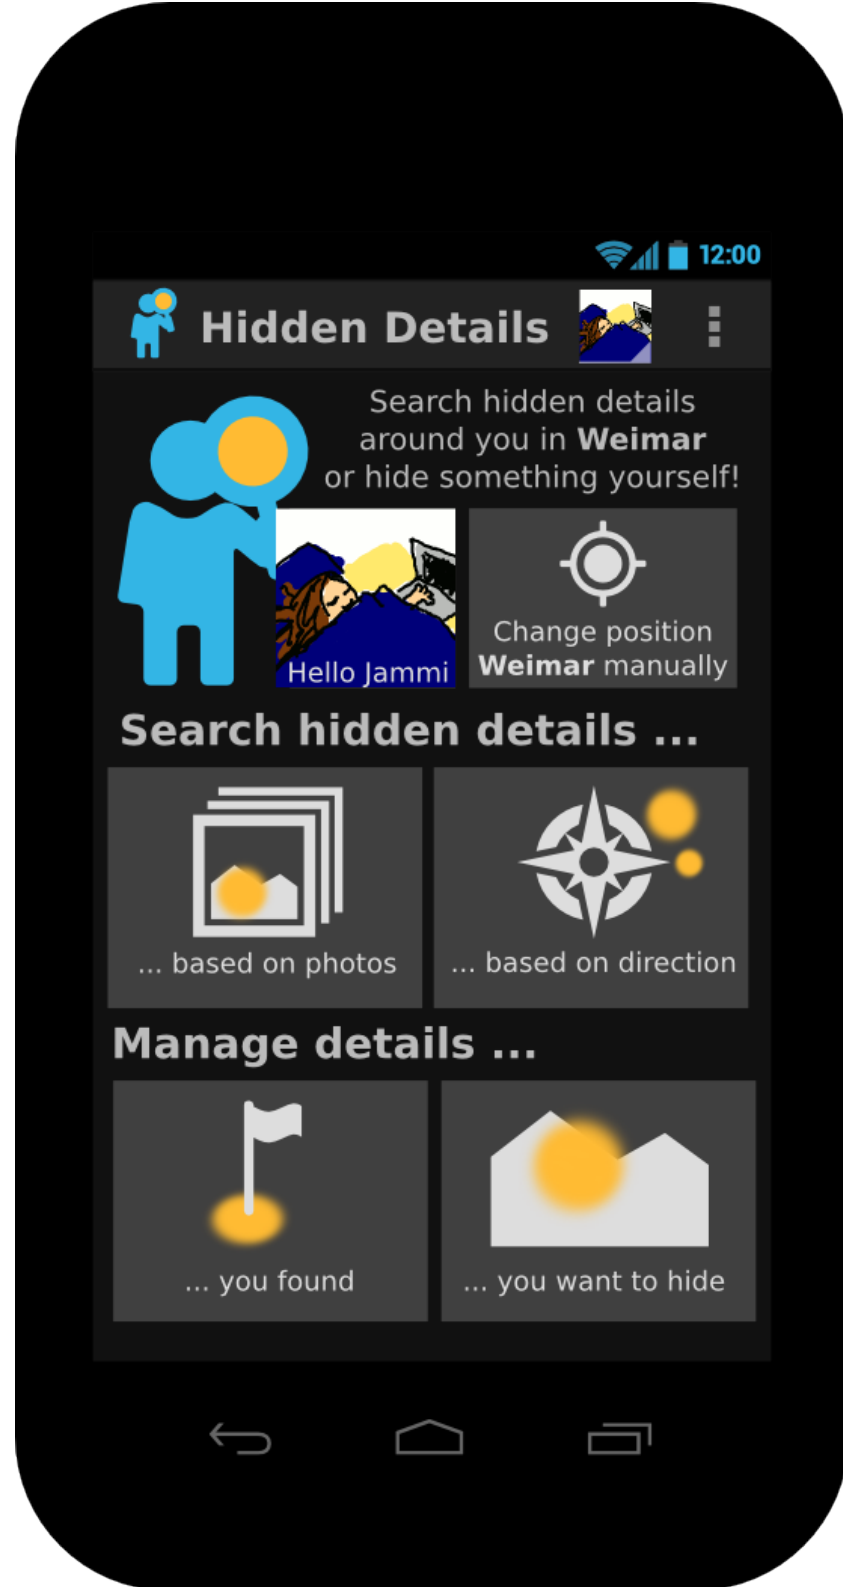 12:00
Hidden Details
Search hidden details
around you in Weimar
or hide something yourself!
Hello Jammi
Change position
Weimar manually
Search hidden details ...
... based on photos
... based on direction
Manage details ...
... you found
... you want to hide